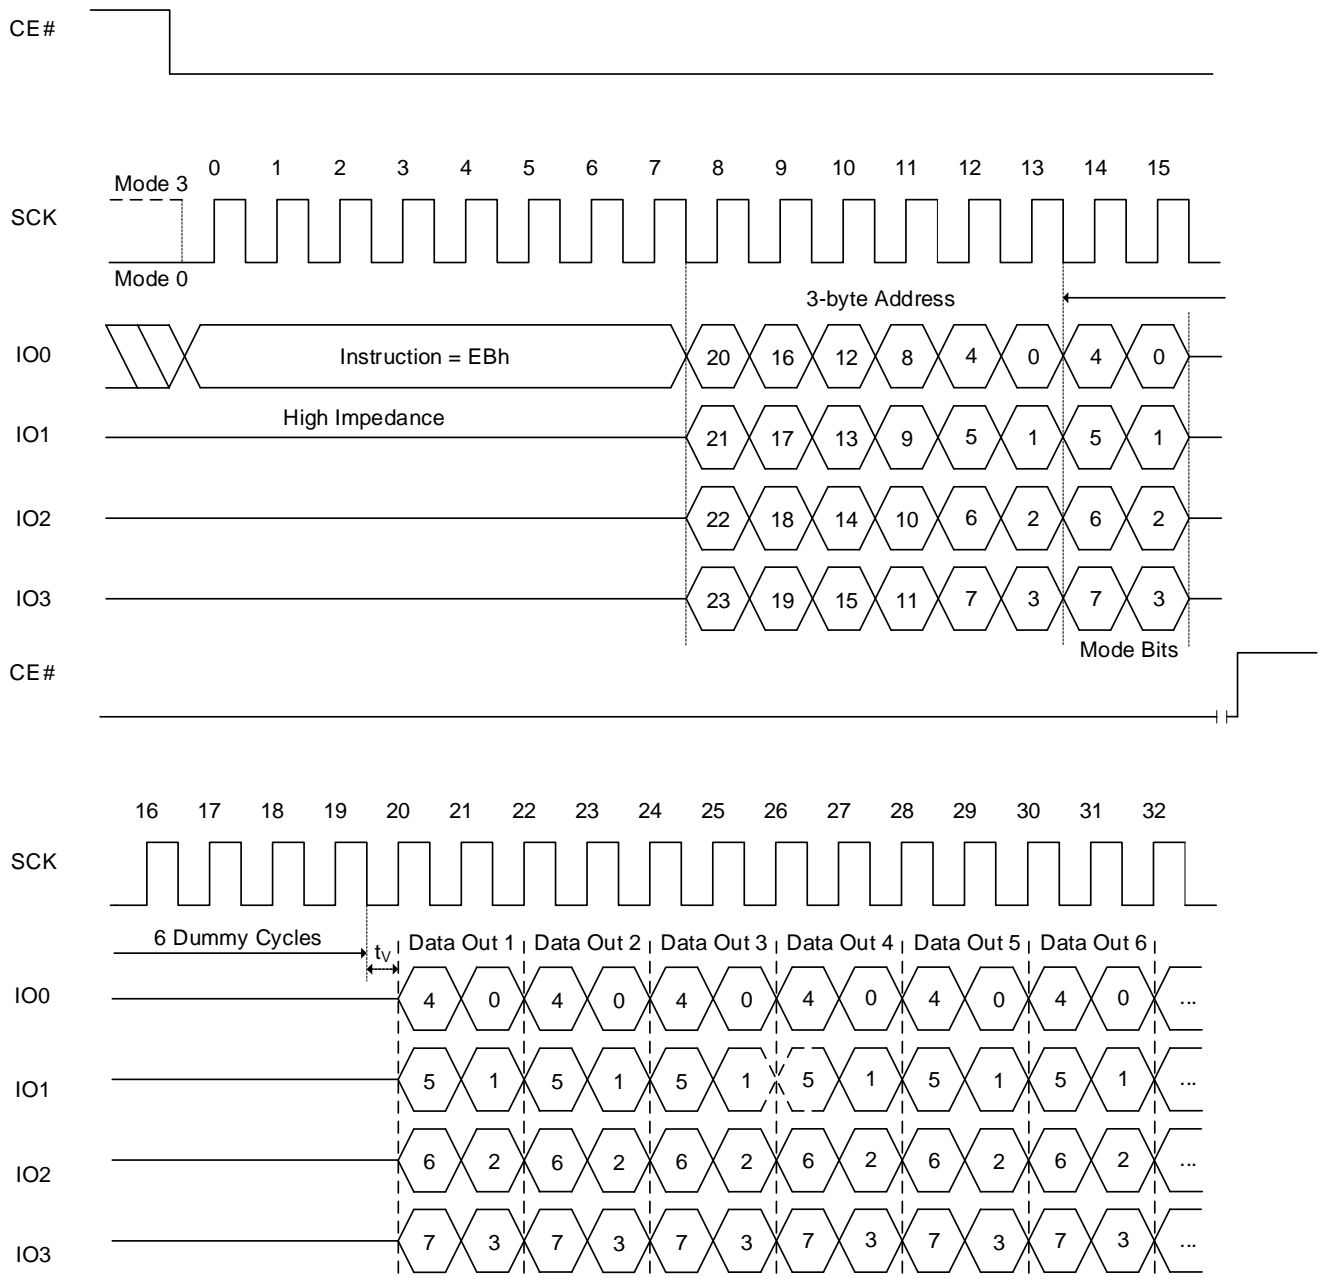 CE#
0 1 2 3 4 5 6 7 8 9 10 11 12 13 14 15
Mode 3
SCK
Mode 0
3-byte Address
IO0 Instruction = EBh 20 16 12 8 4 0 4 0
High Impedance
IO1 21 17 13 9 5 1 5 1
IO2 22 18 14 10 6 2 6 2
IO3 23 19 15 11 7 3 7 3
Mode Bits
CE#
16 17 18 19 20 21 22 23 24 25 26 27 28 29 30 31 32
SCK
6 Dummy Cycles tV Data Out 1 Data Out 2 Data Out 3 Data Out 4 Data Out 5 Data Out 6
IO0 4 0 4 0 4 0 4 0 4 0 4 0 ...
IO1 5 1 5 1 5 1 5 1 5 1 5 1 ...
IO2 6 2 6 2 6 2 6 2 6 2 6 2 ...
IO3 7 3 7 3 7 3 7 3 7 3 7 3 ...